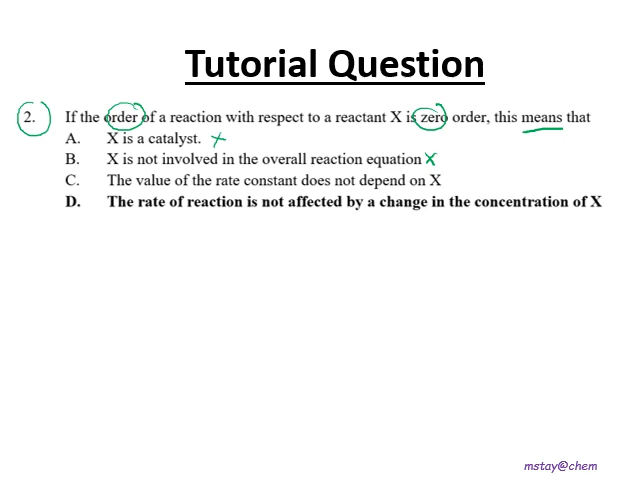 Tutorial Question
2. If the order of a reaction with respect to a reactant X is zero order, this means that
A. X is a catalyst.
B. X is not involved in the overall reaction equation
C. The value of the rate constant does not depend on X
D. The rate of reaction is not affected by a change in the concentration of X
mstay@chem